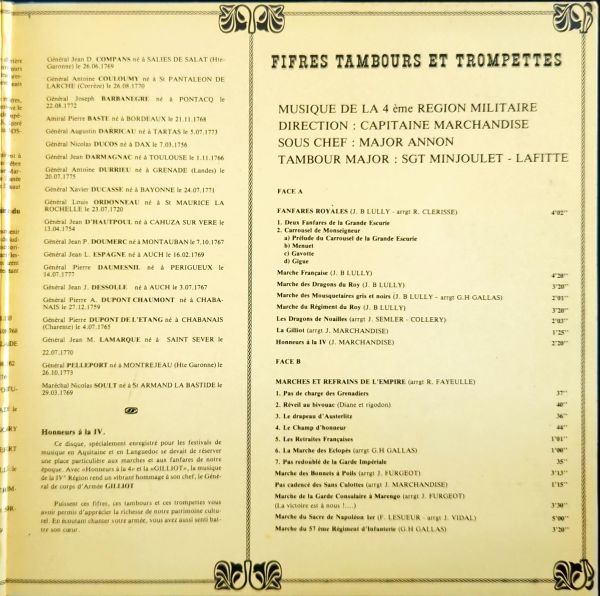 Général Jean D COMPANS né à SALIES DE SALAT (Hte-
Garonne) le 26.06.1769
Général Antoine COULOUMY né à St PANTALEON DE
LARCHE (Corrèze) le 26.08.1770
Général Joseph BARBANEGRE né à PONTACQ le
22.08.1772
Amiral Pierre BASTE né à BORDEAUX le 21.11.1768
Général Augustin DARRICAU né à TARTAS le 5.07.1773
Général Nicolas DUCOS né à DAX le 7.03.1756
Général Jean DARMAGNAC né à TOULOUSE le 1.11.1766
Général Antoine DURRIEU né à GRENADE (Landes) le
20.07.1775
Général Xavier DUCASSE né à BAYONNE le 24.07.1771
Général Louis ORDONNEAU né à St MAURICE LA
ROCHELLE le 23.07.1720
Général Jean D'HAUTPOUL né à CAHUZA SUR VERE le
13.04.1754
Général Jean P. DOUMERC né à MONTAUBAN le 7.10.1767
Général Jean L. ESPAGNE né à AUCH le 16.02.1769
Général Pierre DAUMESNIL né à PERIGUEUX le
14.07.1777
Général Jean J. DESSOLLE né à AUCH le 3.07.1767
Général Pierre A. DUPONT CHAUMONT né à CHABA-
NAIS le 27.12.1759
Général Pierre DUPONT DE L'ETANG né à CHABANAIS
(Charente) le 4.07.1765
Général Jean M. LAMARQUE né à SAINT SEVER le
22.07.1770
Général PELLEPORT né à MONTREJEAU (Hte Garonne) le
26.10.1773
Maréchal Nicolas SOULT né à St ARMAND LA BASTIDE le
29.03.1769
Honneurs à la IV.
Ce disque, spécialement enregistré pour les festivals de
musique en Aquitaine et en Languedoc se devait de réserver
une place particulière aux marches et aux fanfares de notre
époque. Avec «Honneurs à la 4» et la «GILLIOT», la musique
de la IVe Région rend un vibrant hommage à son chef, le Géné-
ral de corps d'Armée GILLIOT
Puissent ces fifres, ces tambours et ces trompettes vous
avoir permis d'apprécier la richesse de notre patrimoine cultu-
rel. En écoutant chanter votre armée, vous avez aussi senti bat-
tre son cœur.
FIFRES TAMBOURS ET TROMPETTES
MUSIQUE DE LA 4 ème REGION MILITAIRE
DIRECTION : CAPITAINE MARCHANDISE
SOUS CHEF : MAJOR ANNON
TAMBOUR MAJOR : SGT MINJOULET - LAFITTE
FACE A
FANFARES ROYALES (J. B LULLY - arrgt R. CLERISSE) 4'02''
1. Deux Fanfares de la Grande Escurie
2. Carrousel de Monseigneur
a) Prélude du Carrousel de la Grande Escurie
b) Menuet
c) Gavotte
d) Gigue
Marche Française (J. B LULLY) 4'20''
Marche des Dragons du Roy (J. B LULLY) 3'20''
Marche des Mousquetaires gris et noirs (J. B LULLY - arrgt G.H GALLAS) 2'01''
Marche du Régiment du Roy (J. B LULLY) 3'20''
Les Dragons de Noailles (arrgt J. SEMLER - COLLERY) 2'03''
La Gilliot (arrgt J. MARCHANDISE) 1'25''
Honneurs à la IV (J. MARCHANDISE) 2'20''
FACE B
MARCHES ET REFRAINS DE L'EMPIRE (arrgt R. FAYEULLE)
1. Pas de charge des Grenadiers 37''
2. Réveil au bivouac (Diane et rigodon) 40''
3. Le drapeau d'Austerlitz 36''
4. Le Champ d'honneur 44''
5. Les Retraites Françaises 1'01''
6. La Marche des Eclopés (arrgt G.H GALLAS) 1'00''
7. Pas redoublé de la Garde Impériale 35''
Marche des Bonnets à Poils (arrgt J. FURGEOT) 3'13''
Pas cadencé des Sans Culottes (arrgt J. MARCHANDISE) 1'15''
Marche de la Garde Consulaire à Marengo (arrgt J. FURGEOT)
(La victoire est à nous !....) 3'30''
Marche du Sacre de Napoléon Ier (F. LESUEUR - arrgt J. VIDAL) 5'00''
Marche du 57 ème Régiment d'Infanterie (G.H GALLAS) 3'20''